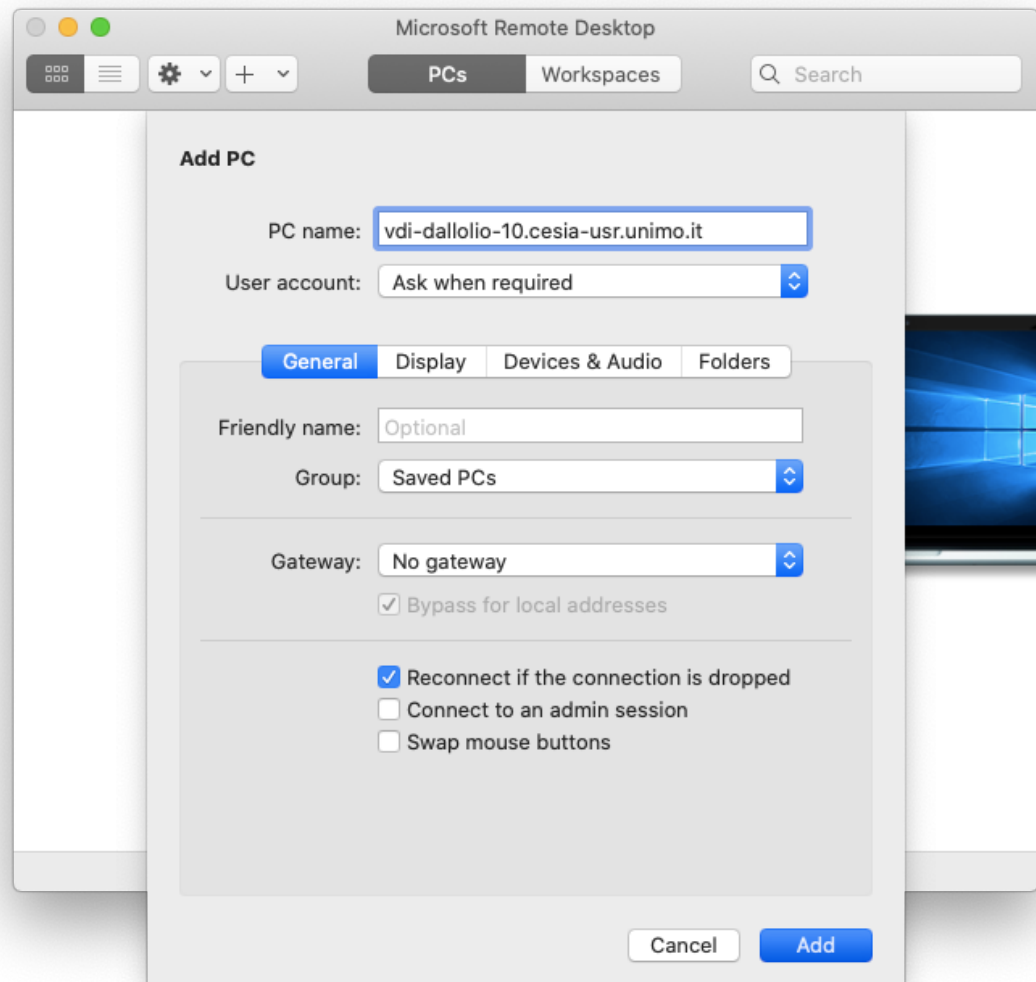 Microsoft Remote Desktop
PCs Workspaces Search
Add PC
PC name: vdi-dallolio-10.cesia-usr.unimo.it
User account: Ask when required
General Display Devices & Audio Folders
Friendly name: Optional
Group: Saved PCs
Gateway: No gateway
Bypass for local addresses
Reconnect if the connection is dropped
Connect to an admin session
Swap mouse buttons
Cancel Add